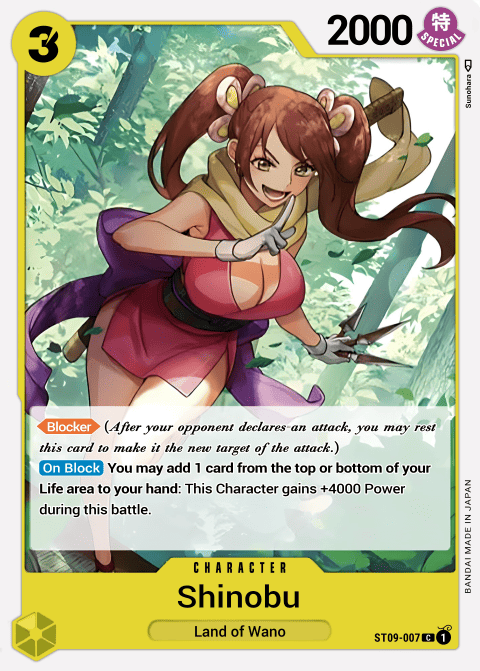 3
2000
特
SPECIAL
Sunohara
Blocker (After your opponent declares an attack, you may rest
this card to make it the new target of the attack.)
On Block You may add 1 card from the top or bottom of your
Life area to your hand: This Character gains +4000 Power
during this battle.
BANDAI MADE IN JAPAN
CHARACTER
Shinobu
Land of Wano
ST09-007 C 1